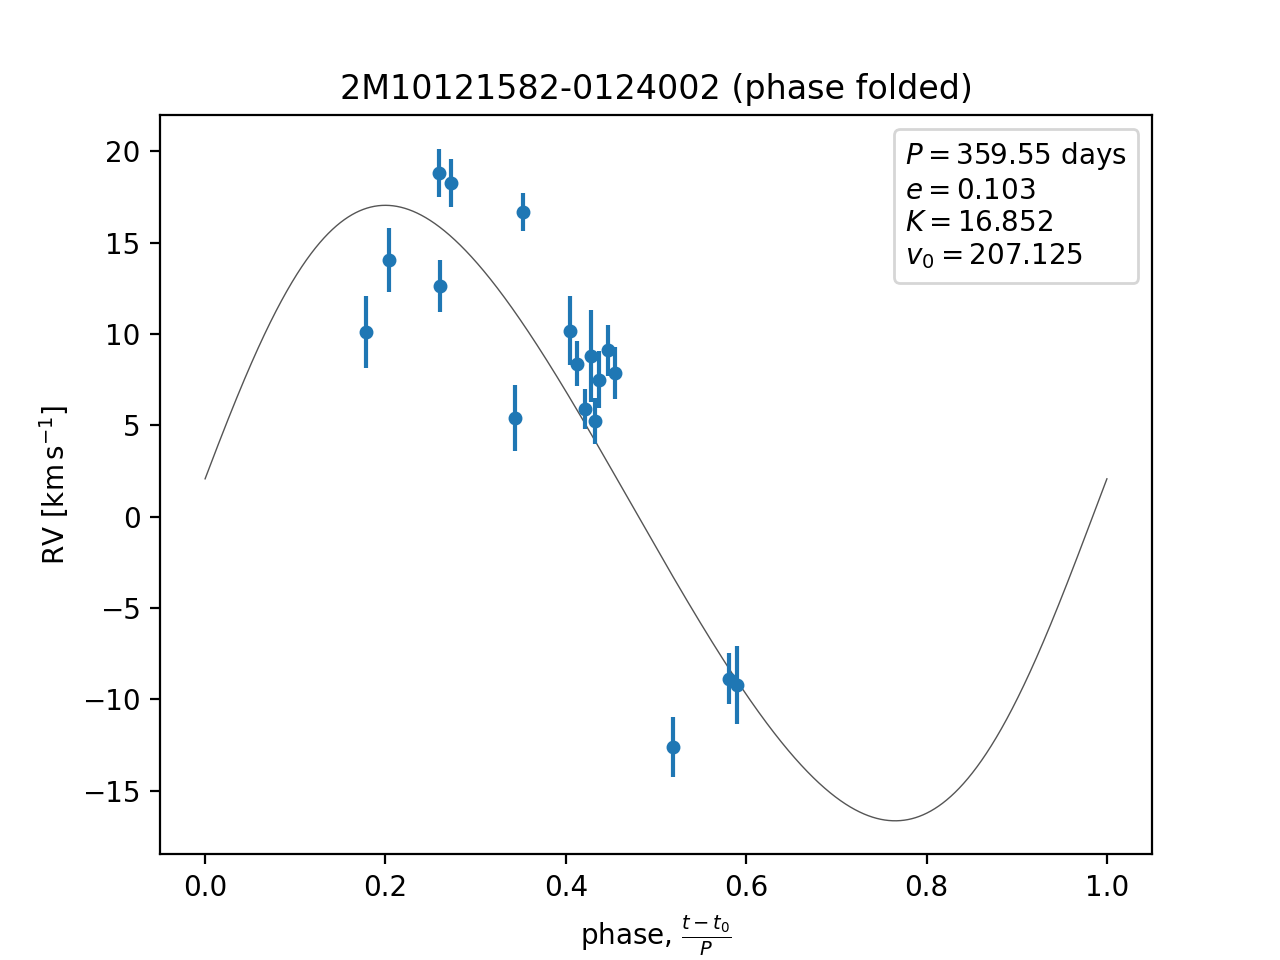 2M10121582-0124002 (phase folded)
P = 359.55 days
e = 0.103
K = 16.852
v₀ = 207.125
20
15
10
5
0
−5
−10
−15
RV [km s⁻¹]
0.0 0.2 0.4 0.6 0.8 1.0
phase, (t − t₀)/P